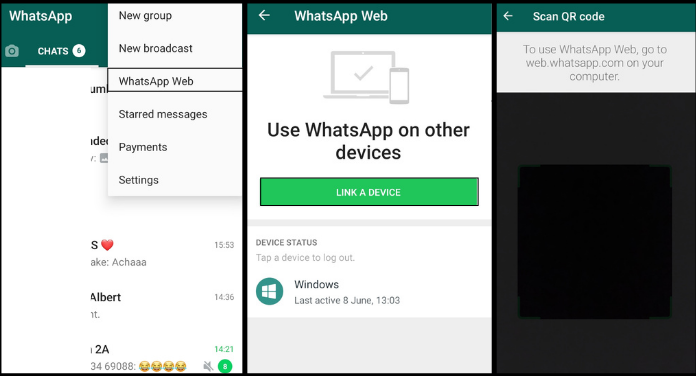 WhatsApp
CHATS 6
New group
New broadcast
WhatsApp Web
Starred messages
Payments
Settings
S ❤️ 15:53
ake: Achaaa
Albert 14:36
nt.
2A 14:21
34 69088: 😂😂😂😂 8
WhatsApp Web
Use WhatsApp on other
devices
LINK A DEVICE
DEVICE STATUS
Tap a device to log out.
Windows
Last active 8 June, 13:03
Scan QR code
To use WhatsApp Web, go to
web.whatsapp.com on your
computer.